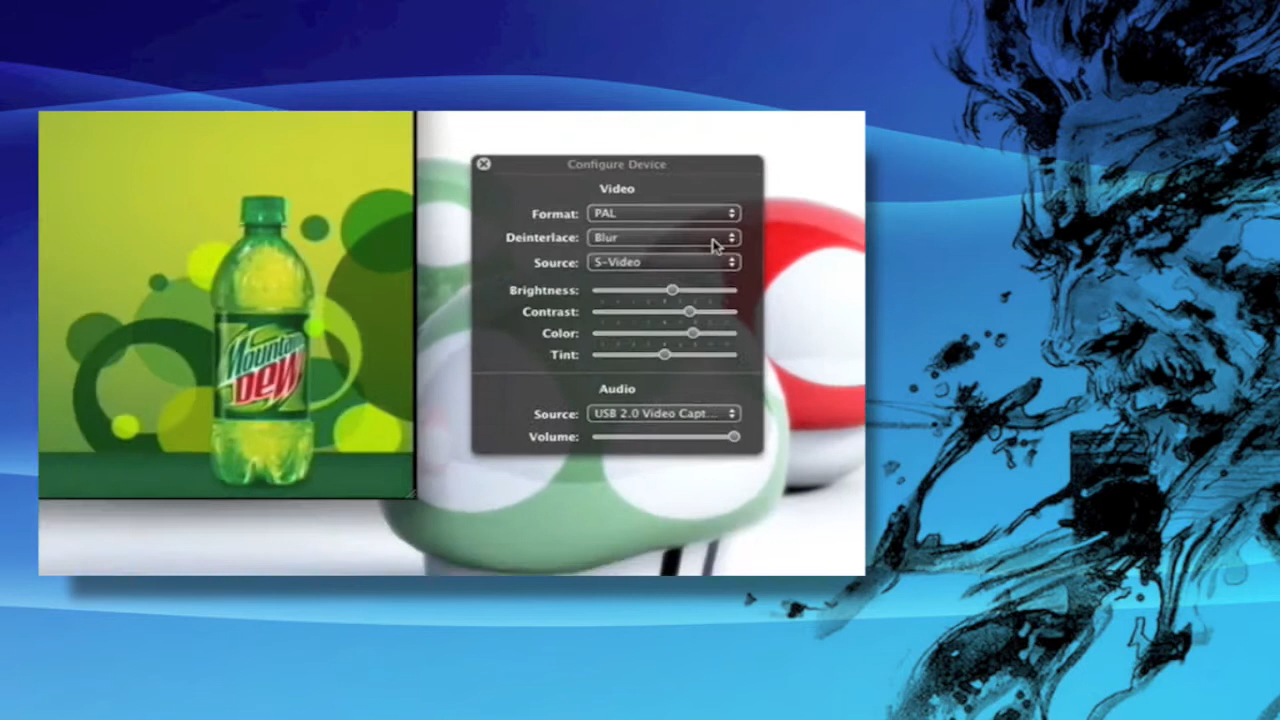 Mountain
DEW
Configure Device
Video
Format: PAL
Deinterlace: Blur
Source: S-Video
Brightness:
Contrast:
Color:
Tint:
Audio
Source: USB 2.0 Video Capt...
Volume: